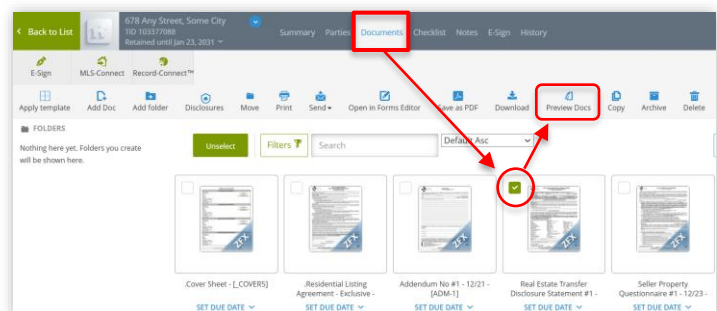 678 Any Street, Some City
Back to List
TID 103377088
Retained until Jan 23, 2031
Summary Parties Documents Checklist Notes E-Sign History
E-Sign MLS-Connect Record-Connect™
Apply template Add Doc Add folder Disclosures Move Print Send Open in Forms Editor Save as PDF Download Preview Docs Copy Archive Delete
FOLDERS
Nothing here yet. Folders you create
will be shown here.
Unselect Filters Search Default Asc
ZFX ZFX ZFX ZFX ZFX
.Cover Sheet - [_COVERS] .Residential Listing Addendum No #1 - 12/21 - Real Estate Transfer Seller Property
Agreement - Exclusive - [ADM-1] Disclosure Statement #1 - Questionnaire #1 - 12/23 -
SET DUE DATE SET DUE DATE SET DUE DATE SET DUE DATE SET DUE DATE